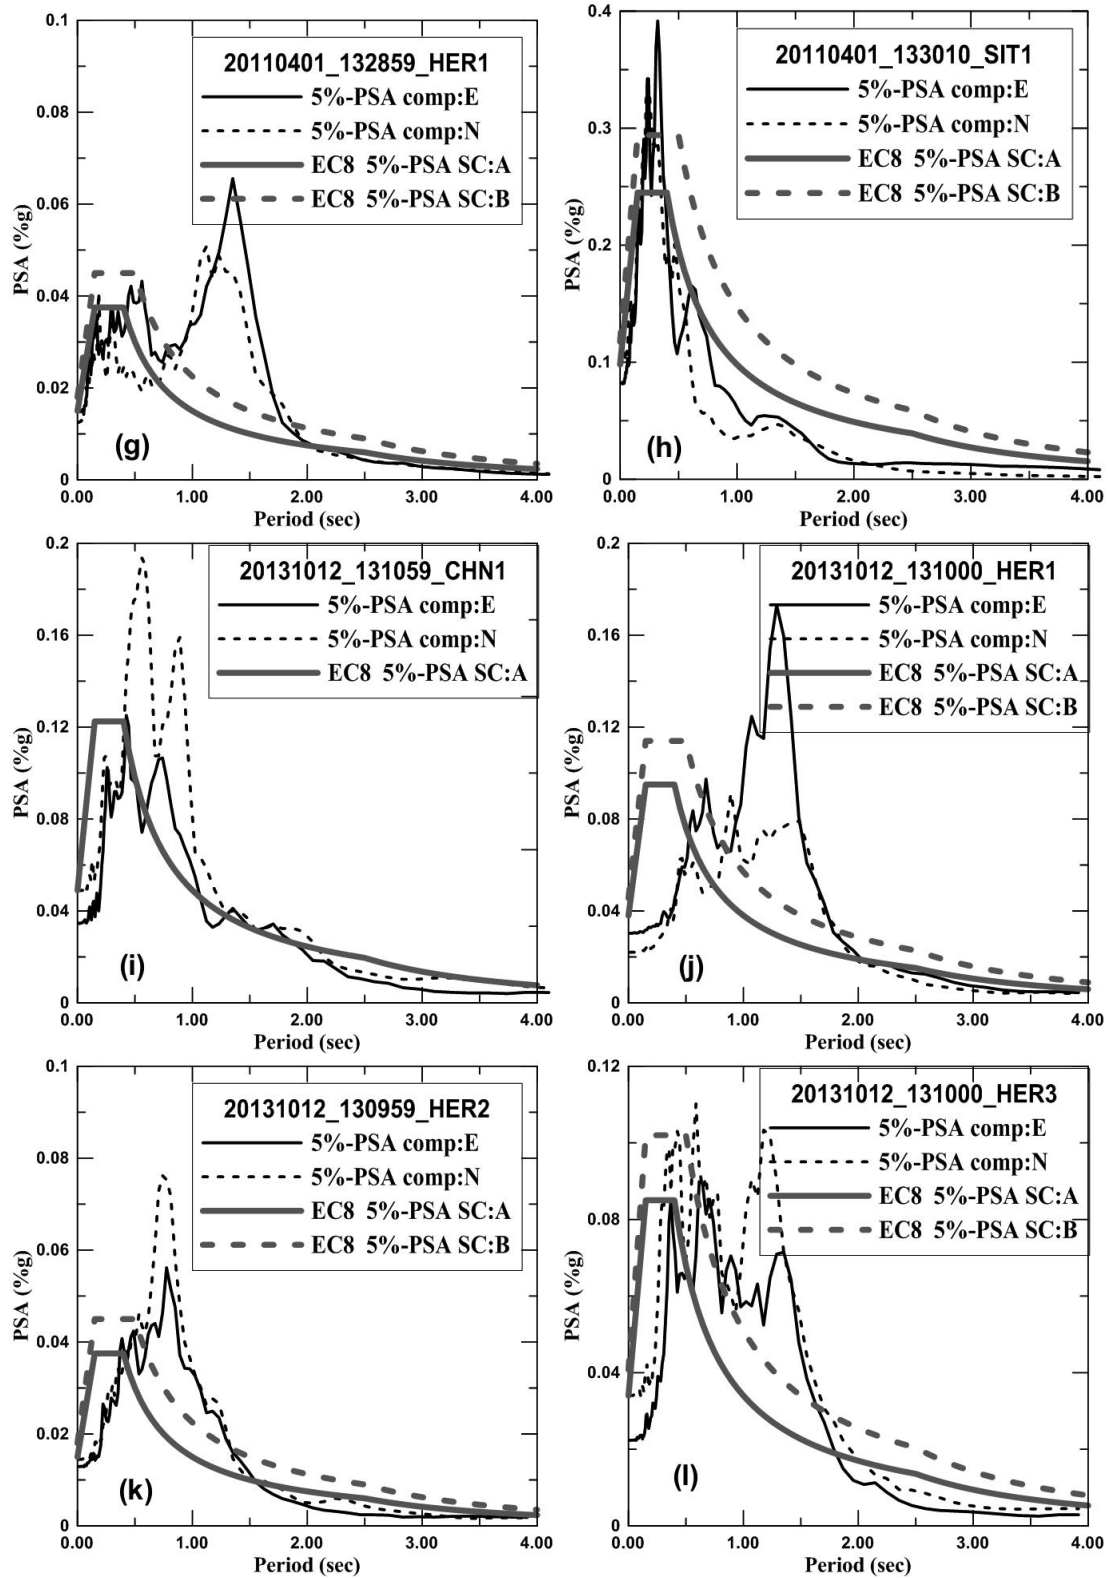 0.1
0.08
0.06
0.04
0.02
0
PSA (%g)
20110401_132859_HER1
5%-PSA comp:E
5%-PSA comp:N
EC8 5%-PSA SC:A
EC8 5%-PSA SC:B
(g)
0.00 1.00 2.00 3.00 4.00
Period (sec)
0.4
0.3
0.2
0.1
0
PSA (%g)
20110401_133010_SIT1
5%-PSA comp:E
5%-PSA comp:N
EC8 5%-PSA SC:A
EC8 5%-PSA SC:B
(h)
0.00 1.00 2.00 3.00 4.00
Period (sec)
0.2
0.16
0.12
0.08
0.04
0
PSA (%g)
20131012_131059_CHN1
5%-PSA comp:E
5%-PSA comp:N
EC8 5%-PSA SC:A
(i)
0.00 1.00 2.00 3.00 4.00
Period (sec)
0.2
0.16
0.12
0.08
0.04
0
PSA (%g)
20131012_131000_HER1
5%-PSA comp:E
5%-PSA comp:N
EC8 5%-PSA SC:A
EC8 5%-PSA SC:B
(j)
0.00 1.00 2.00 3.00 4.00
Period (sec)
0.1
0.08
0.06
0.04
0.02
0
PSA (%g)
20131012_130959_HER2
5%-PSA comp:E
5%-PSA comp:N
EC8 5%-PSA SC:A
EC8 5%-PSA SC:B
(k)
0.00 1.00 2.00 3.00 4.00
Period (sec)
0.12
0.08
0.04
0
PSA (%g)
20131012_131000_HER3
5%-PSA comp:E
5%-PSA comp:N
EC8 5%-PSA SC:A
EC8 5%-PSA SC:B
(l)
0.00 1.00 2.00 3.00 4.00
Period (sec)